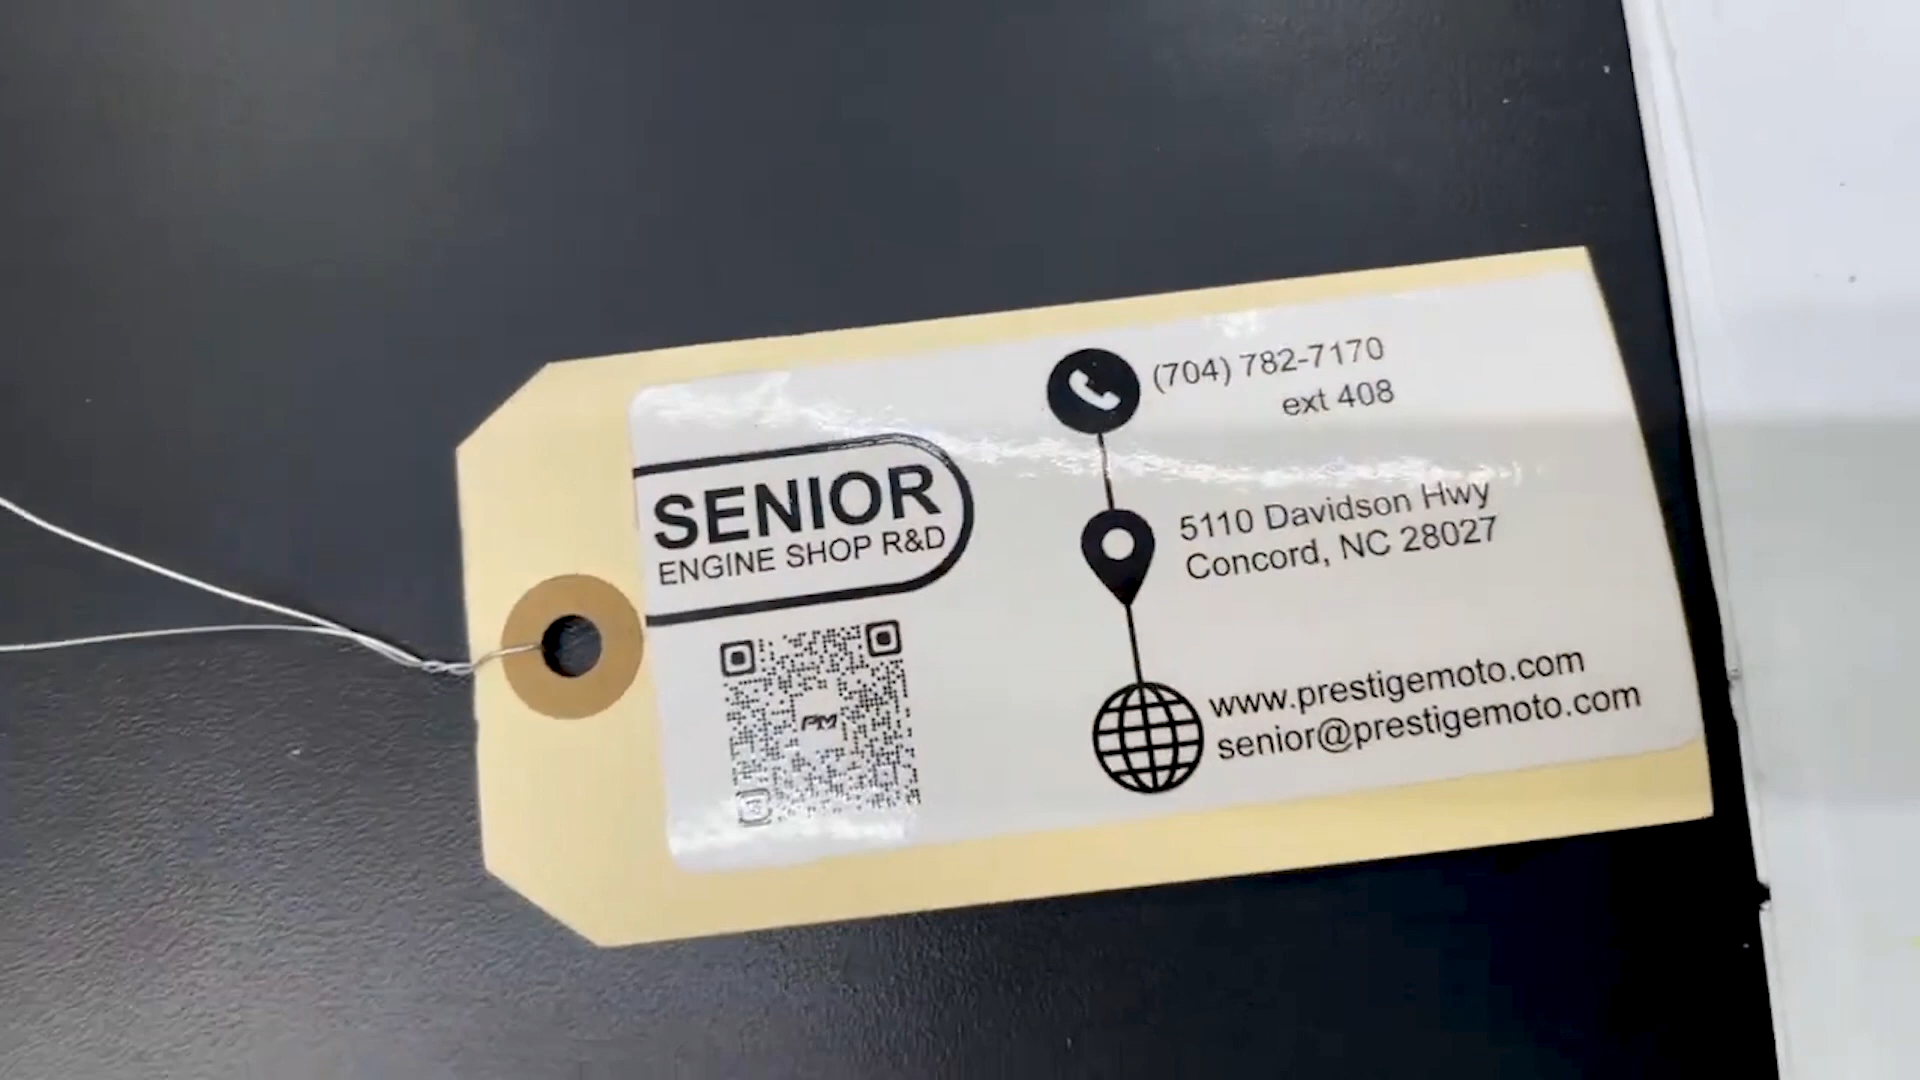 SENIOR
ENGINE SHOP R&D
PM
(704) 782-7170
ext 408
5110 Davidson Hwy
Concord, NC 28027
www.prestigemoto.com
senior@prestigemoto.com